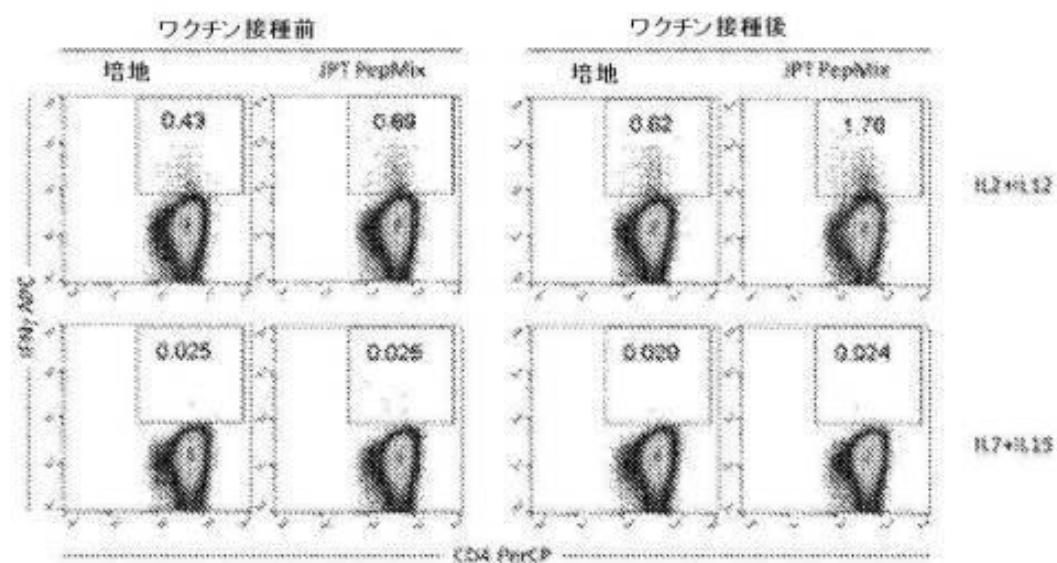 ワクチン接種前 ワクチン接種後
培地 JPT PepMix 培地 JPT PepMix
0.43 0.69 0.62 1.76
IL2+IL12
IFNγ APC
0.025 0.026 0.020 0.024
IL7+IL15
CD4 PerCP